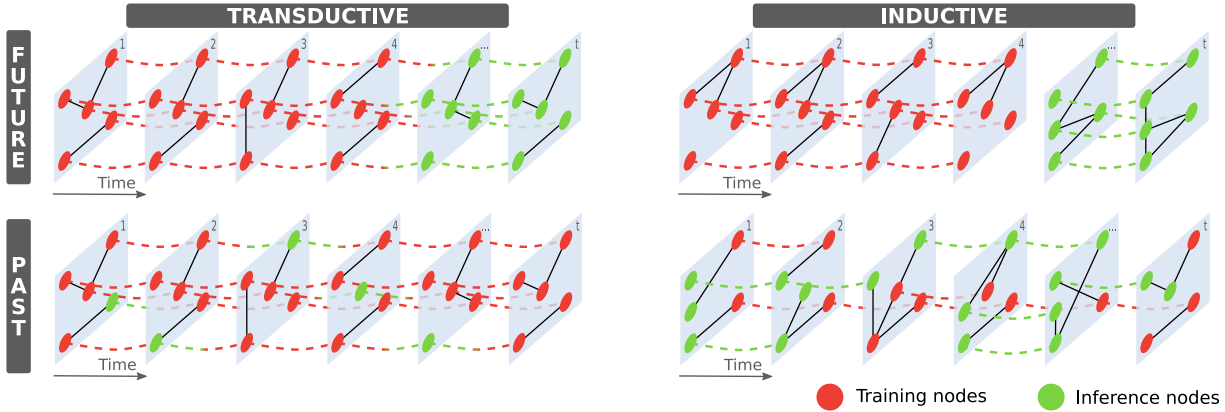 TRANSDUCTIVE
INDUCTIVE
FUTURE
1 2 3 4 ... t
Time
1 2 3 4 ... t
Time
PAST
1 2 3 4 ... t
Time
1 2 3 4 ... t
Time
Training nodes
Inference nodes